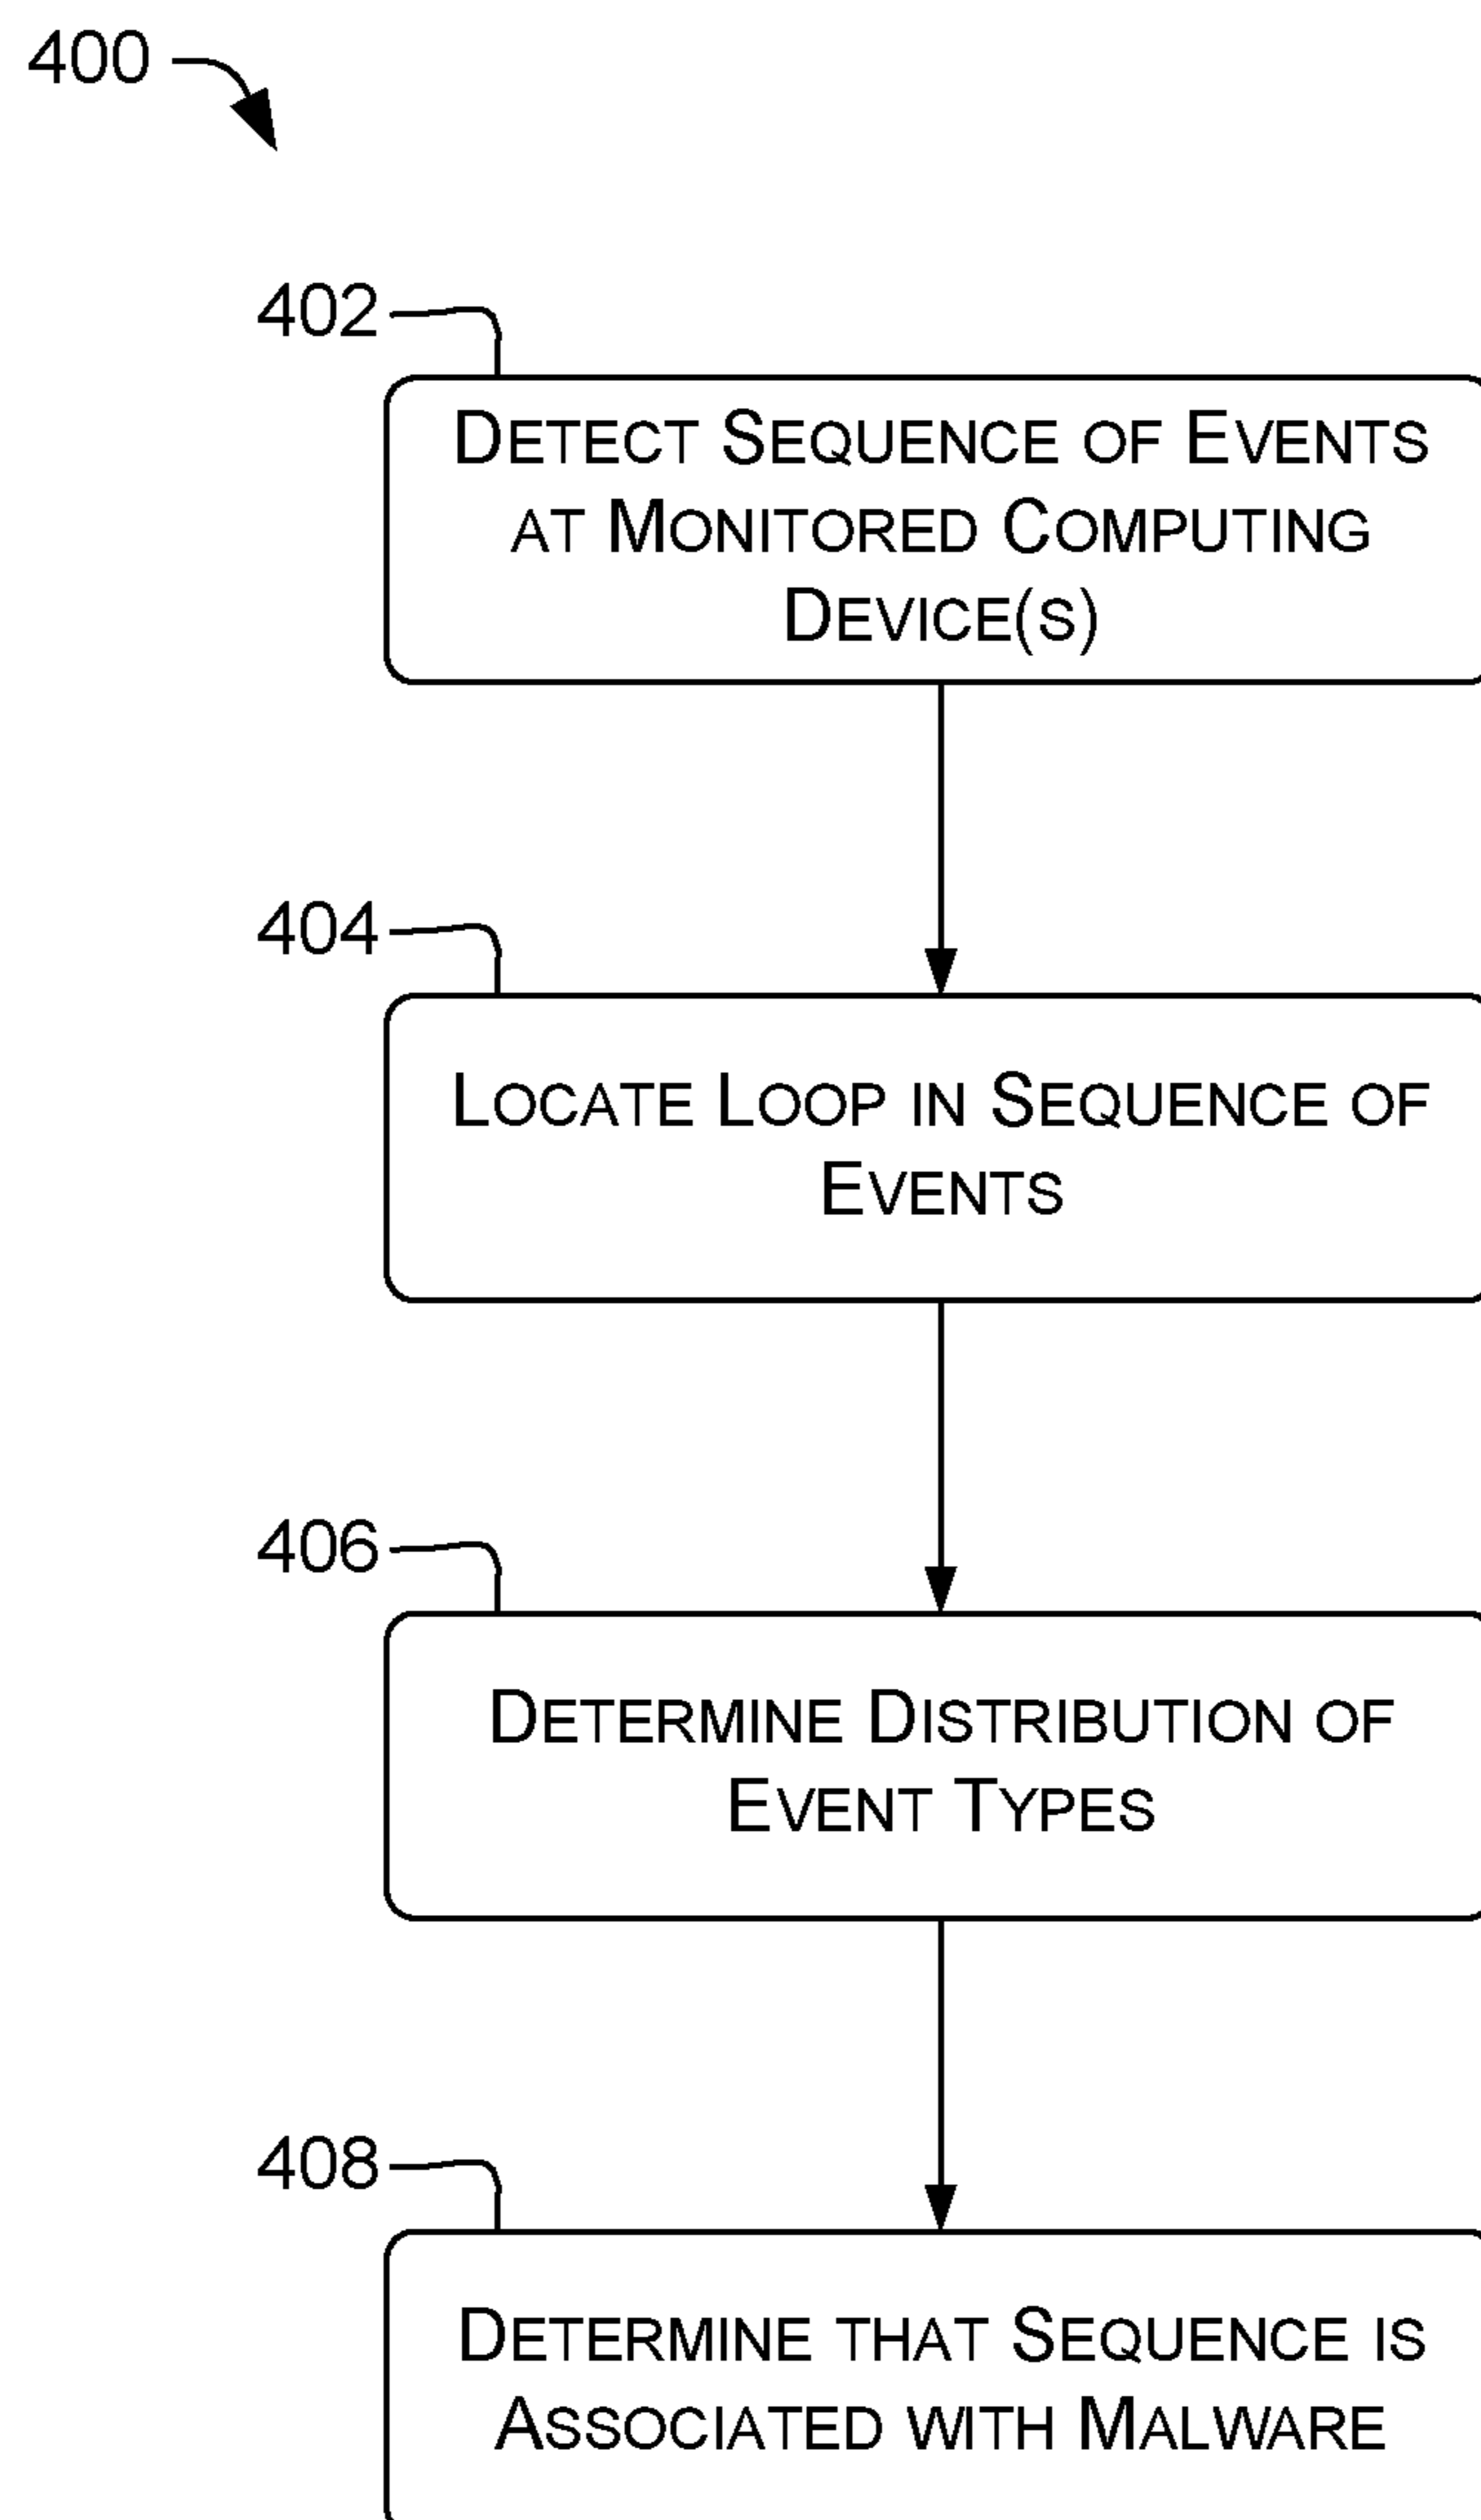 400
402
DETECT SEQUENCE OF EVENTS
AT MONITORED COMPUTING
DEVICE(S)
404
LOCATE LOOP IN SEQUENCE OF
EVENTS
406
DETERMINE DISTRIBUTION OF
EVENT TYPES
408
DETERMINE THAT SEQUENCE IS
ASSOCIATED WITH MALWARE